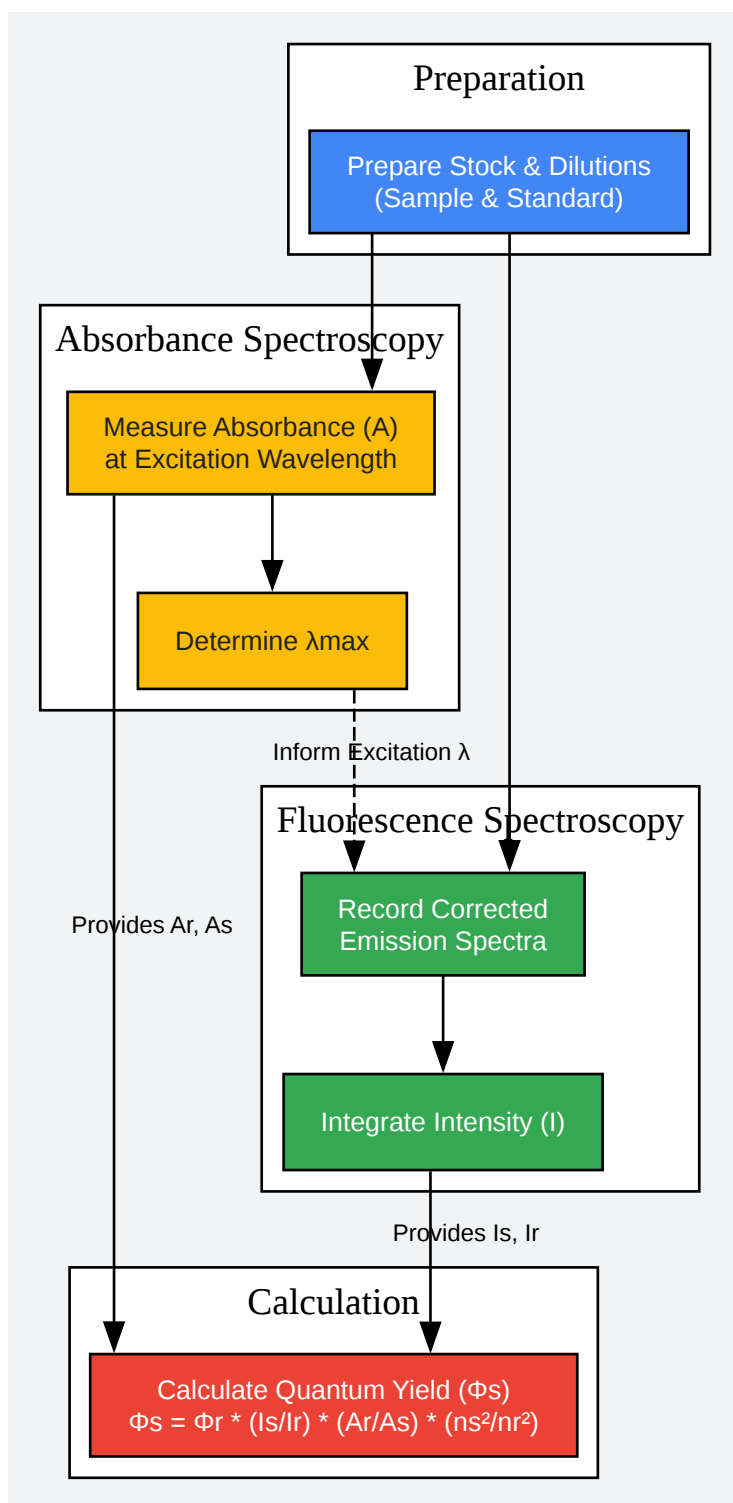 Preparation
Prepare Stock & Dilutions
(Sample & Standard)
Absorbance Spectroscopy
Measure Absorbance (A)
at Excitation Wavelength
Determine λmax
Inform Excitation λ
Fluorescence Spectroscopy
Record Corrected
Emission Spectra
Provides Ar, As
Integrate Intensity (I)
Provides Is, Ir
Calculation
Calculate Quantum Yield (Φs)
Φs = Φr * (Is/Ir) * (Ar/As) * (ns²/nr²)